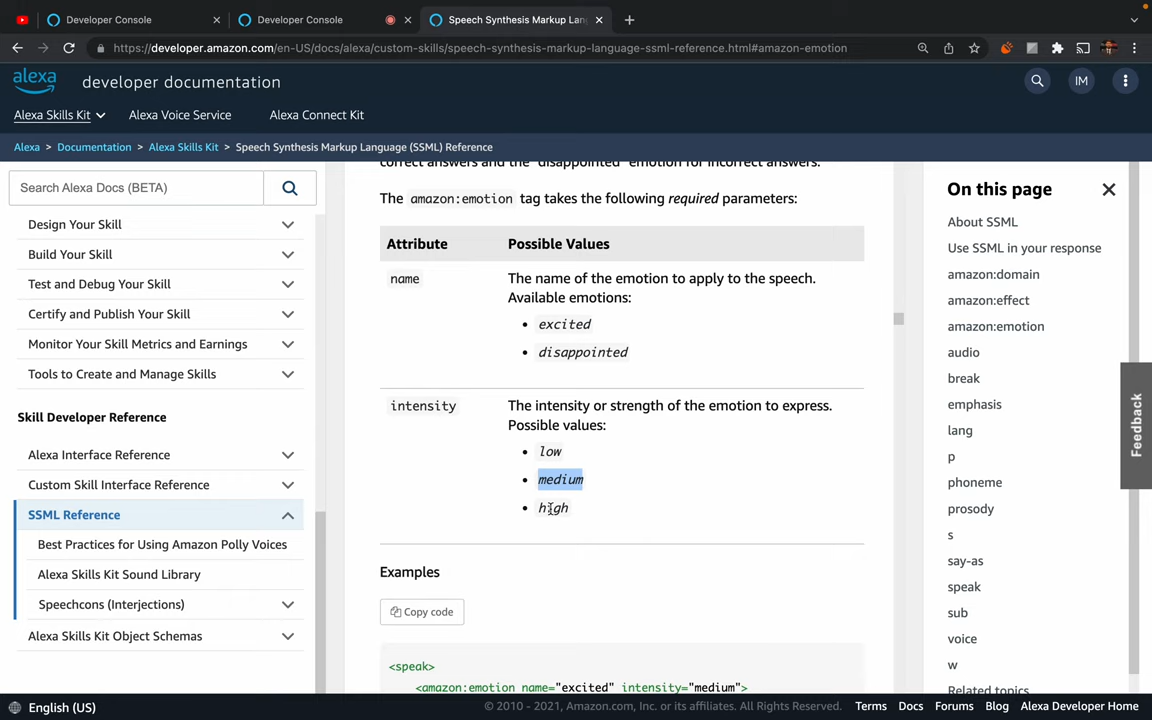 Developer Console
Developer Console
Speech Synthesis Markup Lan
https://developer.amazon.com/en-US/docs/alexa/custom-skills/speech-synthesis-markup-language-ssml-reference.html#amazon-emotion
alexa
developer documentation
IM
Alexa Skills Kit
Alexa Voice Service
Alexa Connect Kit
Alexa > Documentation > Alexa Skills Kit > Speech Synthesis Markup Language (SSML) Reference
Search Alexa Docs (BETA)
Design Your Skill
Build Your Skill
Test and Debug Your Skill
Certify and Publish Your Skill
Monitor Your Skill Metrics and Earnings
Tools to Create and Manage Skills
Skill Developer Reference
Alexa Interface Reference
Custom Skill Interface Reference
SSML Reference
Best Practices for Using Amazon Polly Voices
Alexa Skills Kit Sound Library
Speechcons (Interjections)
Alexa Skills Kit Object Schemas
English (US)
correct answers and the "disappointed" emotion for incorrect answers.
The amazon:emotion tag takes the following required parameters:
Attribute Possible Values
name The name of the emotion to apply to the speech.
Available emotions:
• excited
• disappointed
intensity The intensity or strength of the emotion to express.
Possible values:
• low
• medium
• high
Examples
Copy code
<speak>
<amazon:emotion name="excited" intensity="medium">
On this page
About SSML
Use SSML in your response
amazon:domain
amazon:effect
amazon:emotion
audio
break
emphasis
lang
p
phoneme
prosody
s
say-as
speak
sub
voice
w
Related topics
Feedback
© 2010 - 2021, Amazon.com, Inc. or its affiliates. All Rights Reserved.
Terms Docs Forums Blog Alexa Developer Home